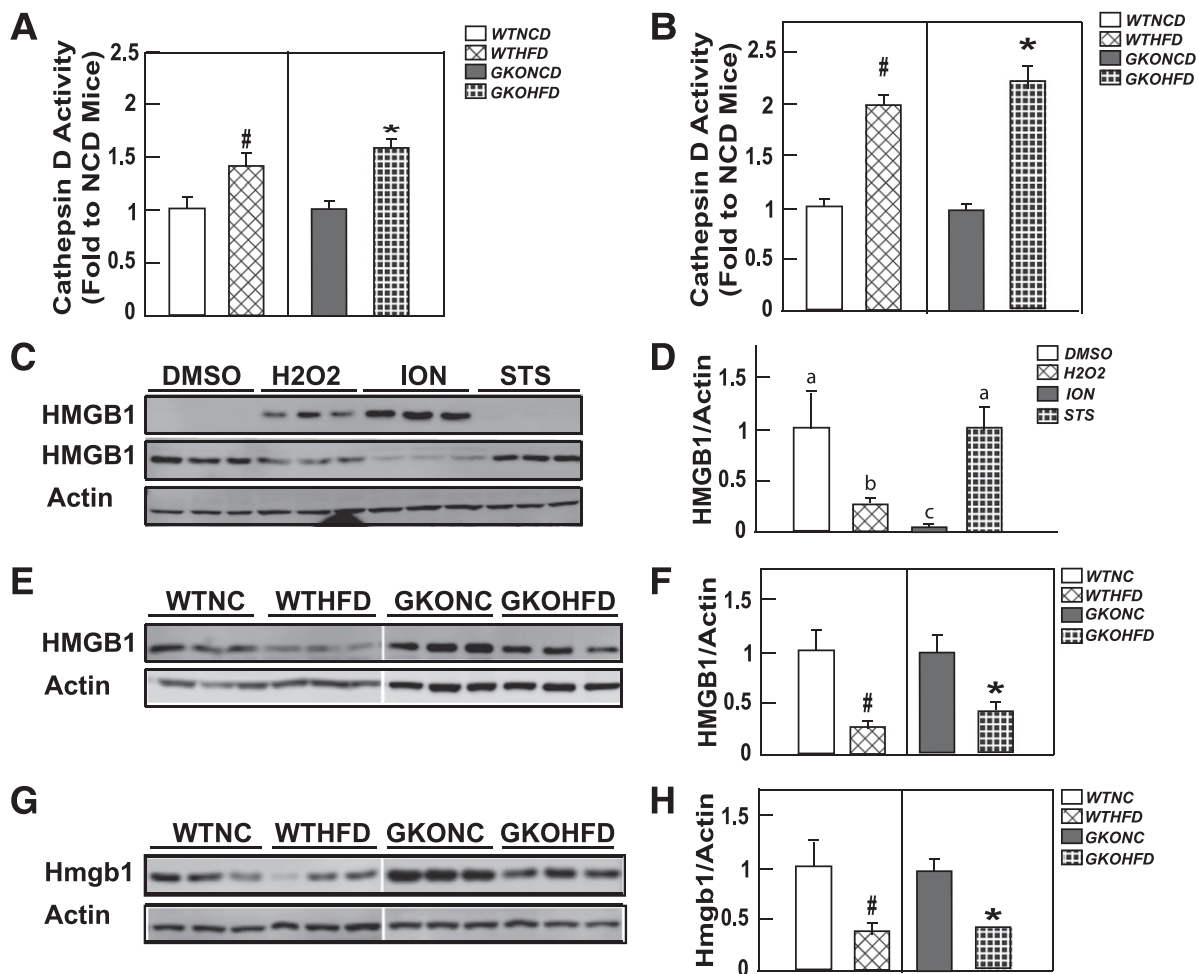 A
Cathepsin D Activity
(Fold to NCD Mice)
2.5
2
1.5
1
0.5
0
#
*
WTNCD
WTHFD
GKONCD
GKOHFD
B
Cathepsin D Activity
(Fold to NCD Mice)
2.5
2
1.5
1
0.5
0
#
*
WTNCD
WTHFD
GKONCD
GKOHFD
C
DMSO H2O2 ION STS
HMGB1
HMGB1
Actin
D
HMGB1/Actin
1.5
1
0.5
0
a
b
c
a
DMSO
H2O2
ION
STS
E
WTNC WTHFD GKONC GKOHFD
HMGB1
Actin
F
HMGB1/Actin
1.5
1
0.5
0
#
*
WTNC
WTHFD
GKONC
GKOHFD
G
WTNC WTHFD GKONC GKOHFD
Hmgb1
Actin
H
Hmgb1/Actin
1.5
1
0.5
0
#
*
WTNC
WTHFD
GKONC
GKOHFD